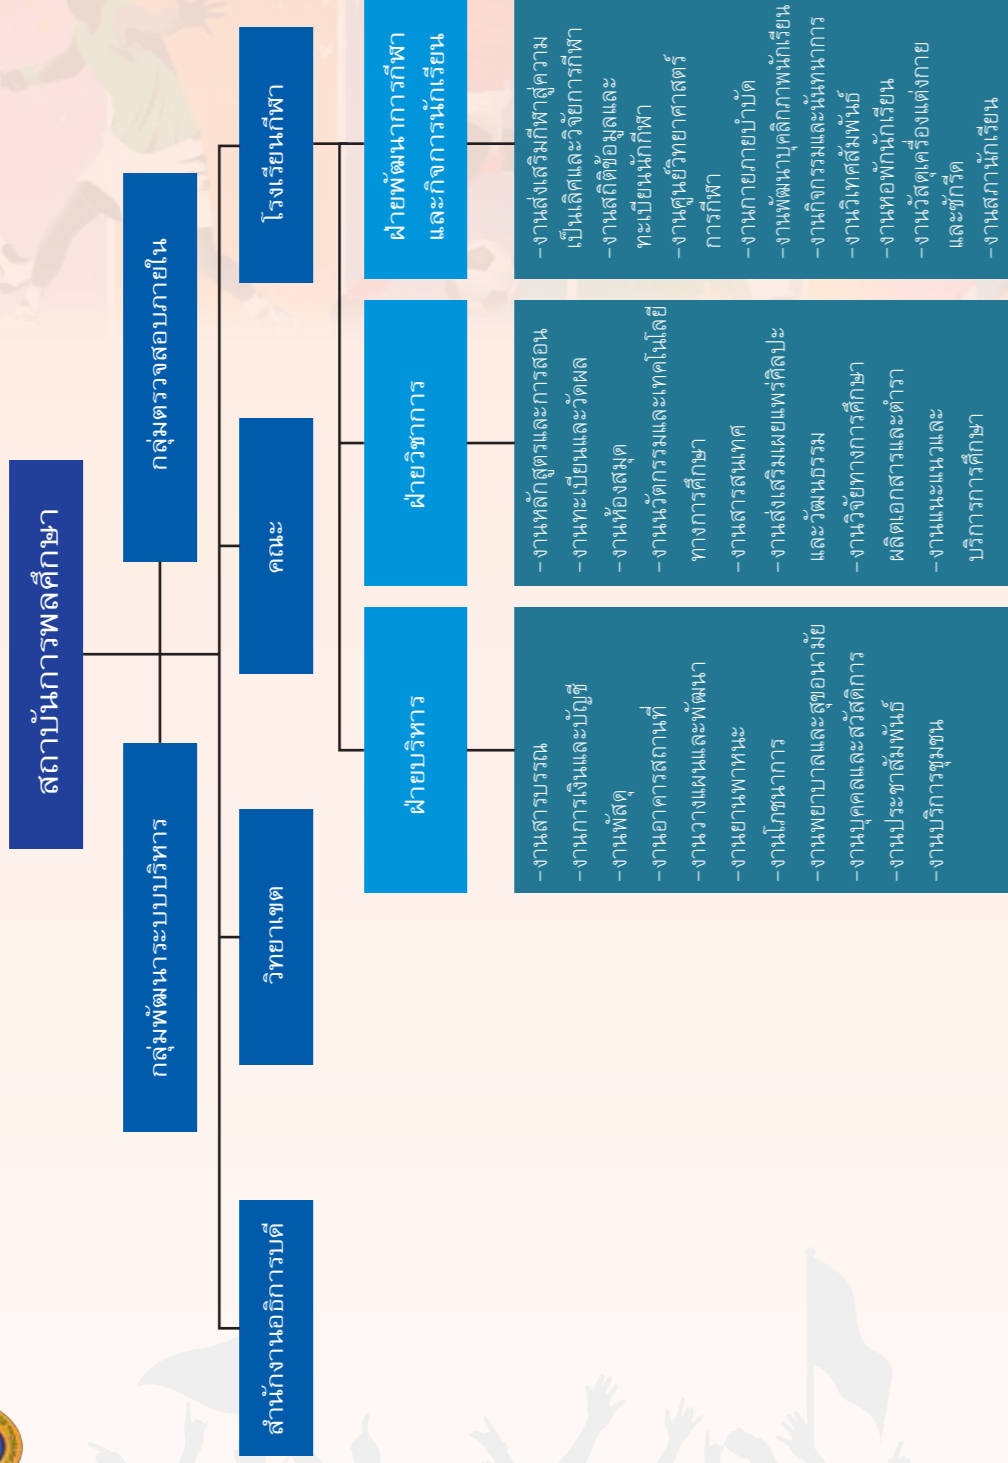 สถาบันการพลศึกษา
กลุ่มพัฒนาระบบบริหาร
กลุ่มตรวจสอบภายใน
สำนักงานอธิการบดี
วิทยาเขต
คณะ
โรงเรียนกีฬา
ฝ่ายบริหาร
ฝ่ายวิชาการ
ฝ่ายพัฒนาการกีฬา
และกิจการนักเรียน
-งานสารบรรณ
-งานการเงินและบัญชี
-งานพัสดุ
-งานอาคารสถานที่
-งานวางแผนและพัฒนา
-งานยานพาหนะ
-งานโภชนาการ
-งานพยาบาลและสุขอนามัย
-งานบุคคลและสวัสดิการ
-งานประชาสัมพันธ์
-งานบริการชุมชน
-งานหลักสูตรและการสอน
-งานทะเบียนและวัดผล
-งานห้องสมุด
-งานนวัตกรรมและเทคโนโลยี
ทางการศึกษา
-งานสารสนเทศ
-งานส่งเสริมเผยแพร่ศิลปะ
และวัฒนธรรม
-งานวิจัยทางการศึกษา
ผลิตเอกสารและตำรา
-งานแนะแนวและ
บริการการศึกษา
-งานส่งเสริมกีฬาสู่ความ
เป็นเลิศและวิจัยการกีฬา
-งานสถิติข้อมูลและ
ทะเบียนนักกีฬา
-งานศูนย์วิทยาศาสตร์
การกีฬา
-งานกายภายบำบัด
-งานพัฒนาบุคลิกภาพนักเรียน
-งานกิจกรรมและนันทนาการ
-งานวิเทศสัมพันธ์
-งานหอพักนักเรียน
-งานวัสดุเครื่องแต่งกาย
และซักรีด
-งานสภานักเรียน